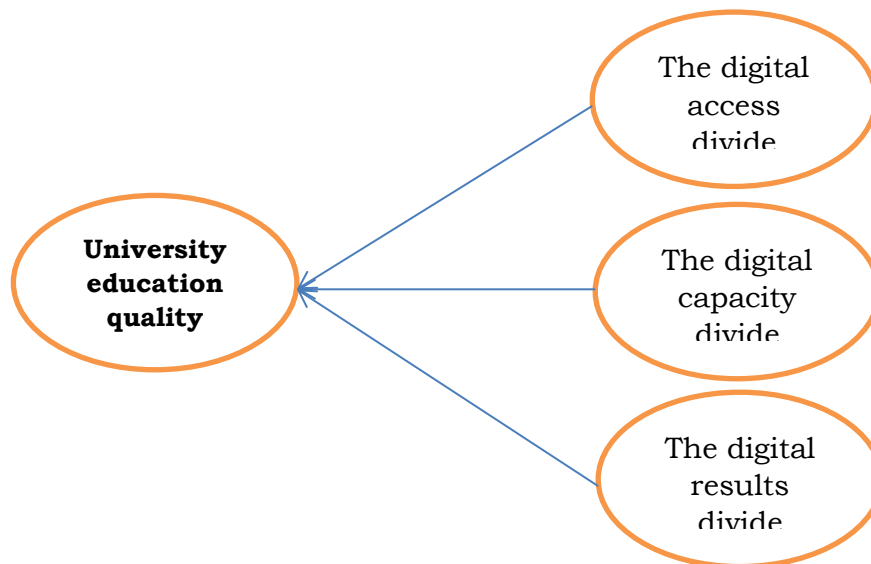 The digital
access
divide
University
education
quality
The digital
capacity
divide
The digital
results
divide